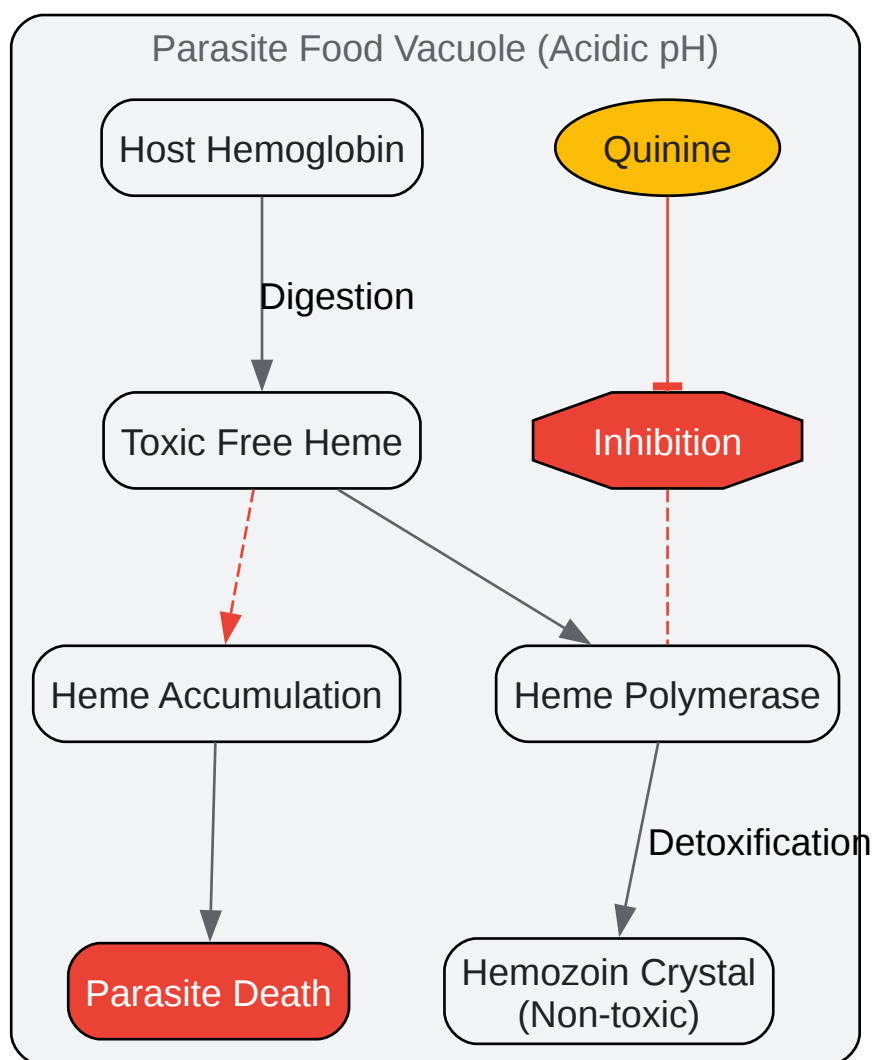 Parasite Food Vacuole (Acidic pH)
Host Hemoglobin
Quinine
Digestion
Toxic Free Heme
Inhibition
Heme Accumulation
Heme Polymerase
Detoxification
Parasite Death
Hemozoin Crystal
(Non-toxic)